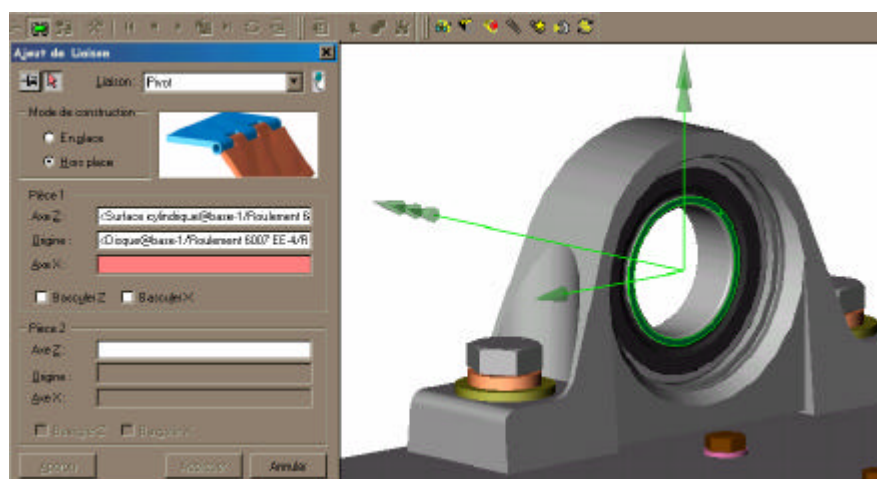 Ajout de Liaison
Liaison : Pivot
Mode de construction
En place
Hors place
Pièce 1
Axe Z : <Surface cylindrique@base-1/Roulement 6
Origine : <Disque@base-1/Roulement 6007 EE-4/R
Axe X :
Basculer Z Basculer X
Pièce 2
Axe Z :
Origine :
Axe X :
Basculer Z Basculer X
Annuler